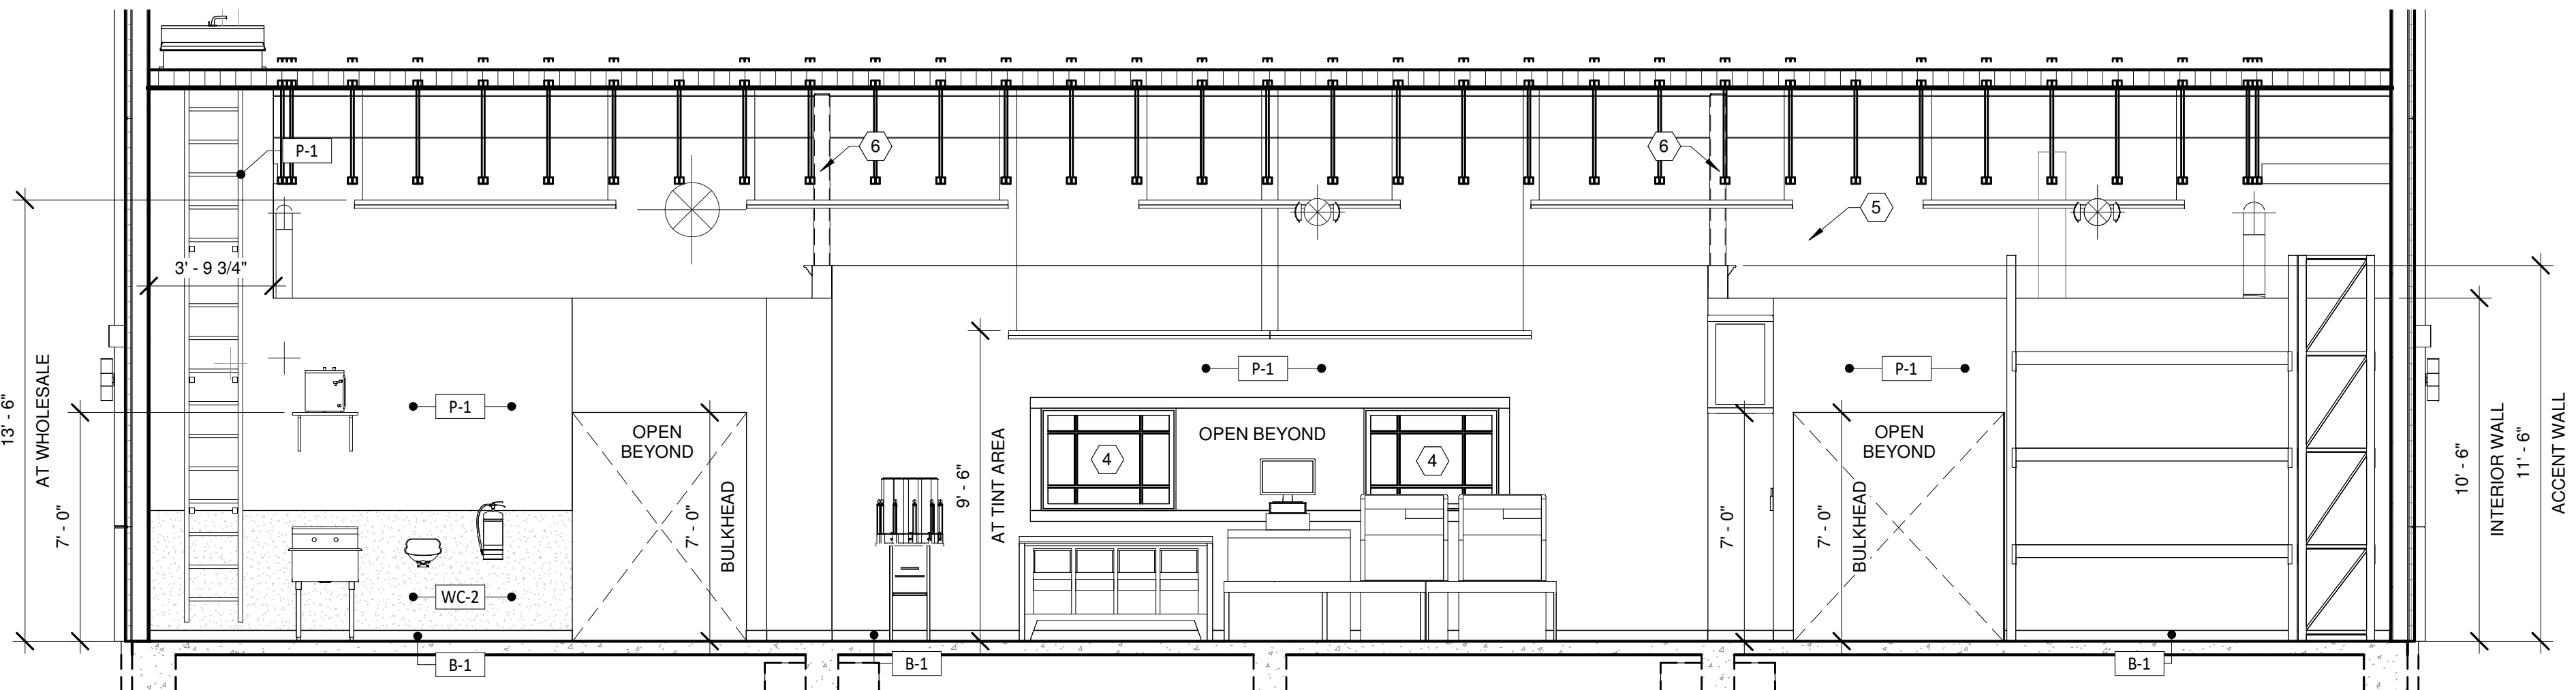 P-1
6
6
5
3' - 9 3/4"
13' - 6"
AT WHOLESALE
7' - 0"
P-1
WC-2
OPEN
BEYOND
7' - 0"
BULKHEAD
9' - 6"
AT TINT AREA
P-1
4
OPEN BEYOND
4
7' - 0"
P-1
OPEN
BEYOND
7' - 0"
BULKHEAD
10' - 6"
INTERIOR WALL
11' - 6"
ACCENT WALL
B-1
B-1
B-1